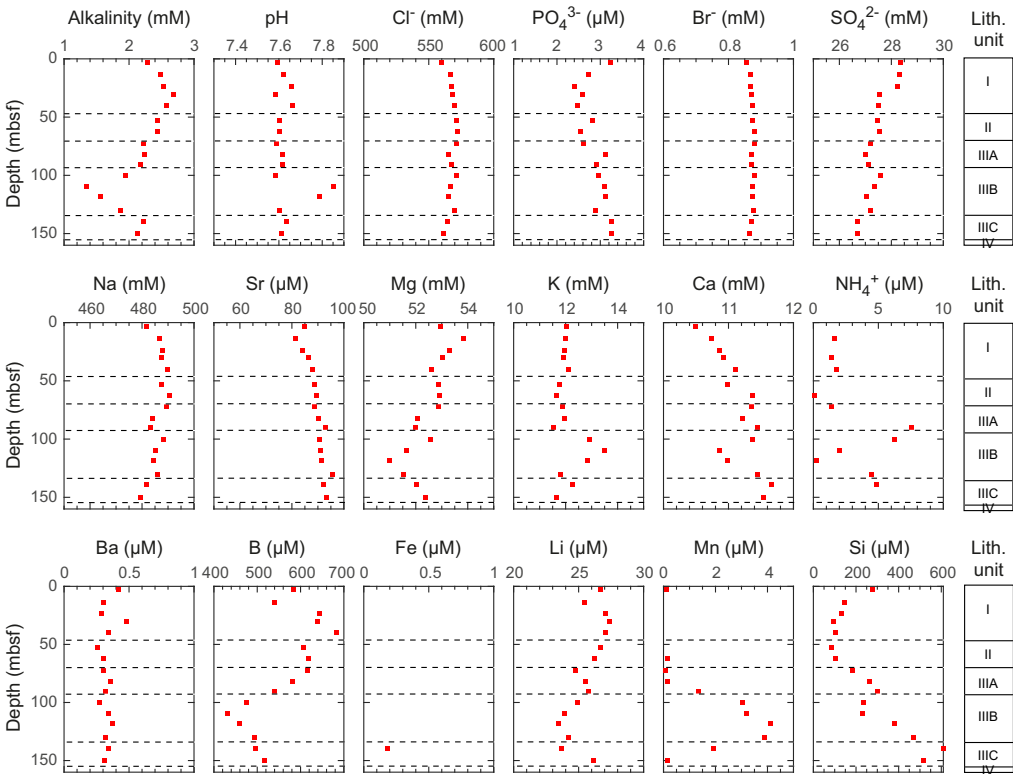 Alkalinity (mM) pH Cl⁻ (mM) PO₄³⁻ (µM) Br⁻ (mM) SO₄²⁻ (mM) Lith.
unit
1 2 3 7.4 7.6 7.8 500 550 600 1 2 3 4 0.6 0.8 1 26 28 30
0
50
100
150
Depth (mbsf)
I
II
IIIA
IIIB
IIIC
IV
Na (mM) Sr (µM) Mg (mM) K (mM) Ca (mM) NH₄⁺ (µM) Lith.
unit
460 480 500 60 80 100 50 52 54 10 12 14 10 11 12 0 5 10
0
50
100
150
Depth (mbsf)
I
II
IIIA
IIIB
IIIC
IV
Ba (µM) B (µM) Fe (µM) Li (µM) Mn (µM) Si (µM) Lith.
unit
0 0.5 1 400 500 600 700 0 0.5 1 20 25 30 0 2 4 0 200 400 600
0
50
100
150
Depth (mbsf)
I
II
IIIA
IIIB
IIIC
IV